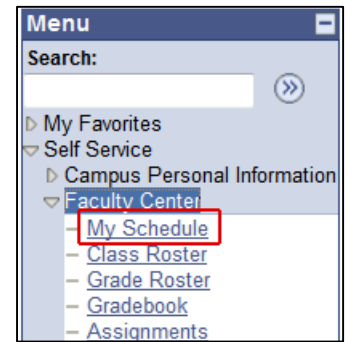 Menu
Search:
My Favorites
Self Service
Campus Personal Information
Faculty Center
My Schedule
Class Roster
Grade Roster
Gradebook
Assignments